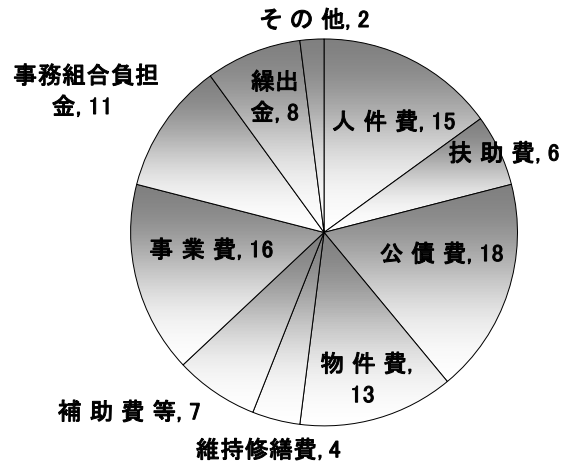 そ の 他, 2
事務組合負担
金, 11
繰出
金, 8
人 件 費, 15
扶 助 費, 6
事 業 費, 16
公 債 費, 18
物 件 費,
13
補 助 費 等, 7
維持修繕費, 4